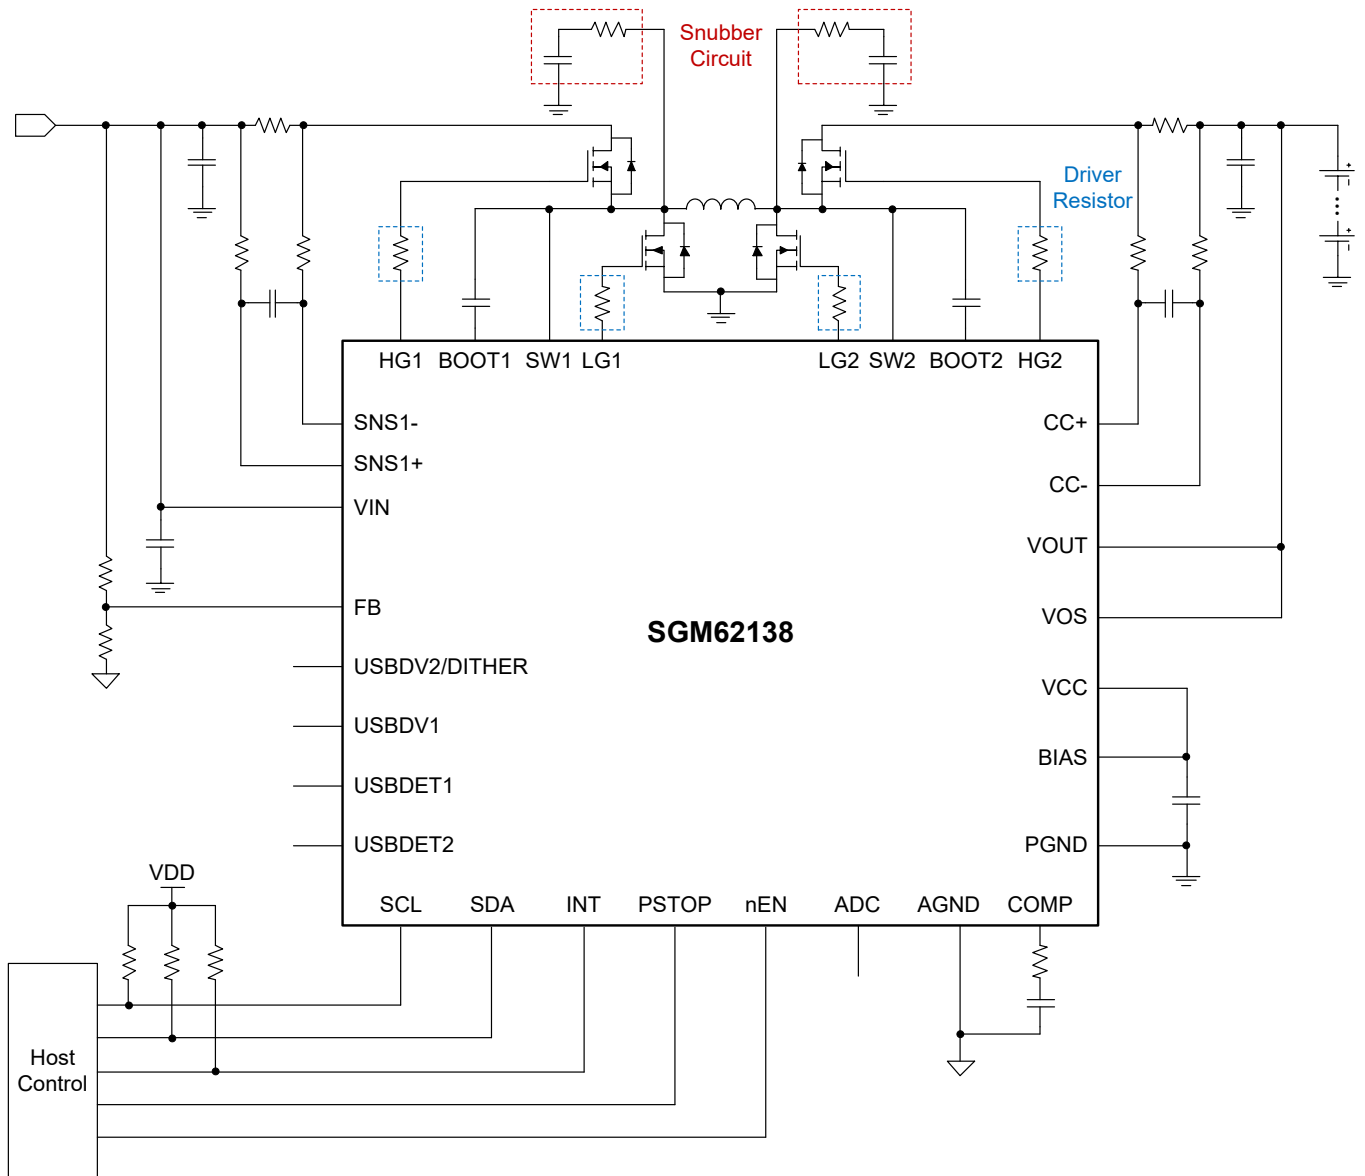 Snubber
Circuit
Driver
Resistor
HG1 BOOT1 SW1 LG1 LG2 SW2 BOOT2 HG2
SNS1-
SNS1+
VIN
FB
USBDV2/DITHER
USBDV1
USBDET1
USBDET2
SGM62138
CC+
CC-
VOUT
VOS
VCC
BIAS
PGND
SCL SDA INT PSTOP nEN ADC AGND COMP
VDD
Host
Control